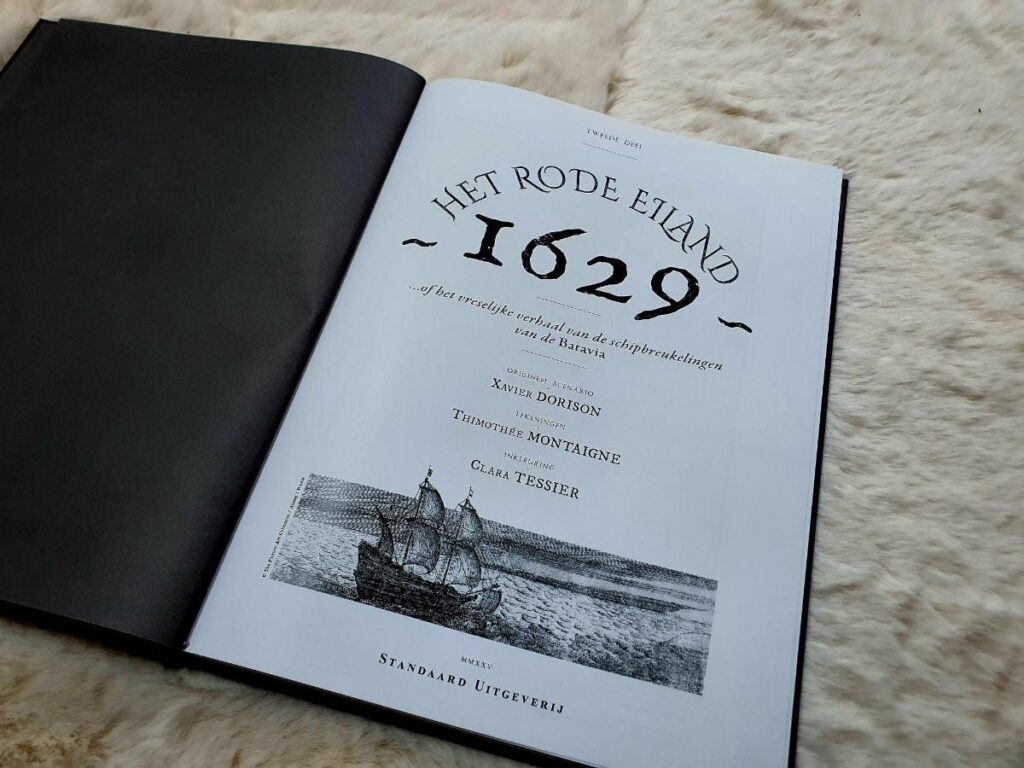 TWEEDE DEEL
HET RODE EILAND
~ 1629 ~
...of het vreselijke verhaal van de schipbreukelingen
van de Batavia
ORIGINEEL SCENARIO
XAVIER DORISON
TEKENINGEN
THIMOTHÉE MONTAIGNE
INKLEURING
CLARA TESSIER
MMXXV
STANDAARD UITGEVERIJ